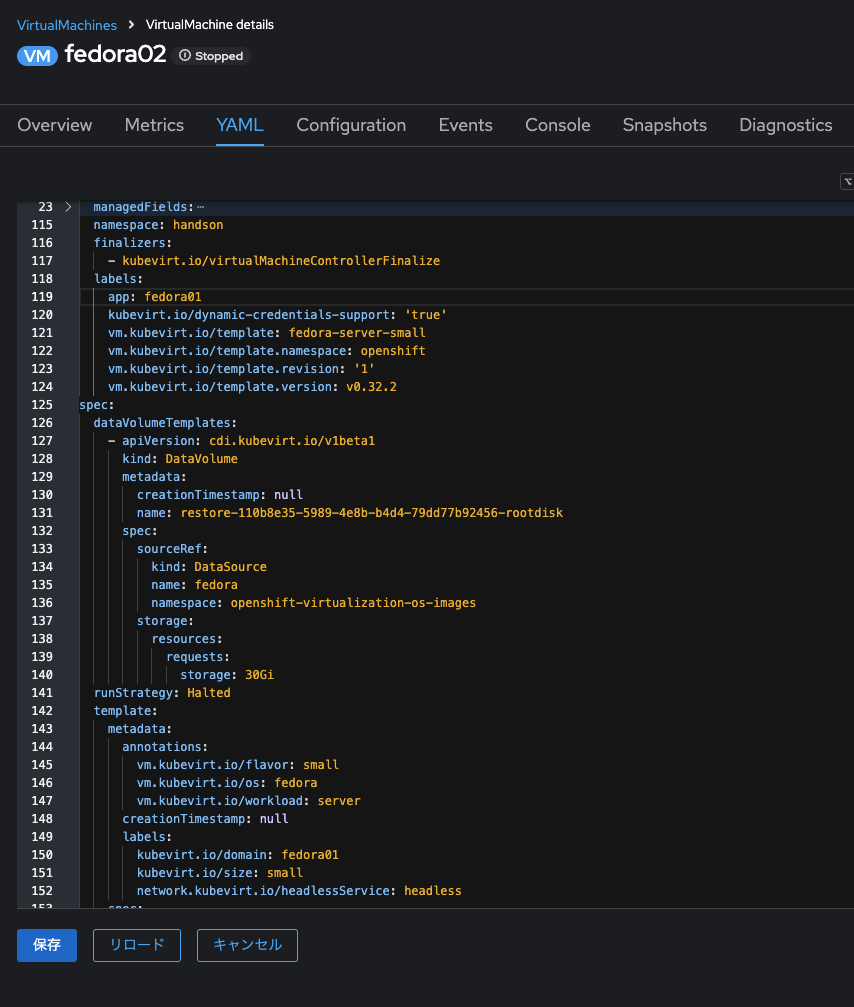 VirtualMachines > VirtualMachine details
VM fedora02 Stopped
Overview Metrics YAML Configuration Events Console Snapshots Diagnostics
23 > managedFields:⋯
115 namespace: handson
116 finalizers:
117 - kubevirt.io/virtualMachineControllerFinalize
118 labels:
119 app: fedora01
120 kubevirt.io/dynamic-credentials-support: 'true'
121 vm.kubevirt.io/template: fedora-server-small
122 vm.kubevirt.io/template.namespace: openshift
123 vm.kubevirt.io/template.revision: '1'
124 vm.kubevirt.io/template.version: v0.32.2
125 spec:
126 dataVolumeTemplates:
127 - apiVersion: cdi.kubevirt.io/v1beta1
128 kind: DataVolume
129 metadata:
130 creationTimestamp: null
131 name: restore-110b8e35-5989-4e8b-b4d4-79dd77b92456-rootdisk
132 spec:
133 sourceRef:
134 kind: DataSource
135 name: fedora
136 namespace: openshift-virtualization-os-images
137 storage:
138 resources:
139 requests:
140 storage: 30Gi
141 runStrategy: Halted
142 template:
143 metadata:
144 annotations:
145 vm.kubevirt.io/flavor: small
146 vm.kubevirt.io/os: fedora
147 vm.kubevirt.io/workload: server
148 creationTimestamp: null
149 labels:
150 kubevirt.io/domain: fedora01
151 kubevirt.io/size: small
152 network.kubevirt.io/headlessService: headless
153 spec:
保存 リロード キャンセル